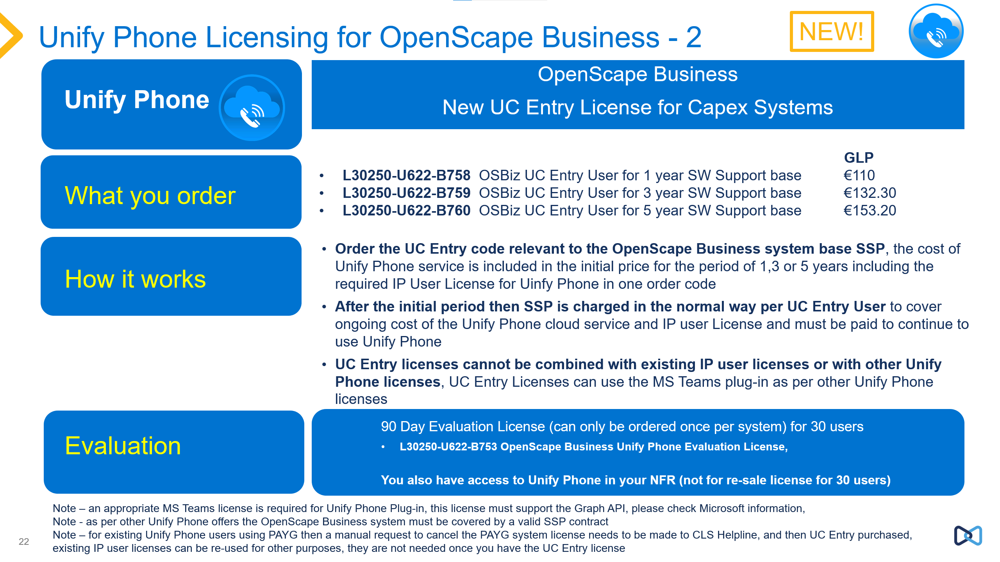 Unify Phone Licensing for OpenScape Business - 2
NEW!
Unify Phone
OpenScape Business
New UC Entry License for Capex Systems
What you order
GLP
• L30250-U622-B758 OSBiz UC Entry User for 1 year SW Support base €110
• L30250-U622-B759 OSBiz UC Entry User for 3 year SW Support base €132.30
• L30250-U622-B760 OSBiz UC Entry User for 5 year SW Support base €153.20
How it works
• Order the UC Entry code relevant to the OpenScape Business system base SSP, the cost of
Unify Phone service is included in the initial price for the period of 1,3 or 5 years including the
required IP User License for Uinfy Phone in one order code
• After the initial period then SSP is charged in the normal way per UC Entry User to cover
ongoing cost of the Unify Phone cloud service and IP user License and must be paid to continue to
use Unify Phone
• UC Entry licenses cannot be combined with existing IP user licenses or with other Unify
Phone licenses, UC Entry Licenses can use the MS Teams plug-in as per other Unify Phone
licenses
Evaluation
90 Day Evaluation License (can only be ordered once per system) for 30 users
• L30250-U622-B753 OpenScape Business Unify Phone Evaluation License,
You also have access to Unify Phone in your NFR (not for re-sale license for 30 users)
Note – an appropriate MS Teams license is required for Unify Phone Plug-in, this license must support the Graph API, please check Microsoft information,
Note - as per other Unify Phone offers the OpenScape Business system must be covered by a valid SSP contract
Note – for existing Unify Phone users using PAYG then a manual request to cancel the PAYG system license needs to be made to CLS Helpline, and then UC Entry purchased,
existing IP user licenses can be re-used for other purposes, they are not needed once you have the UC Entry license
22